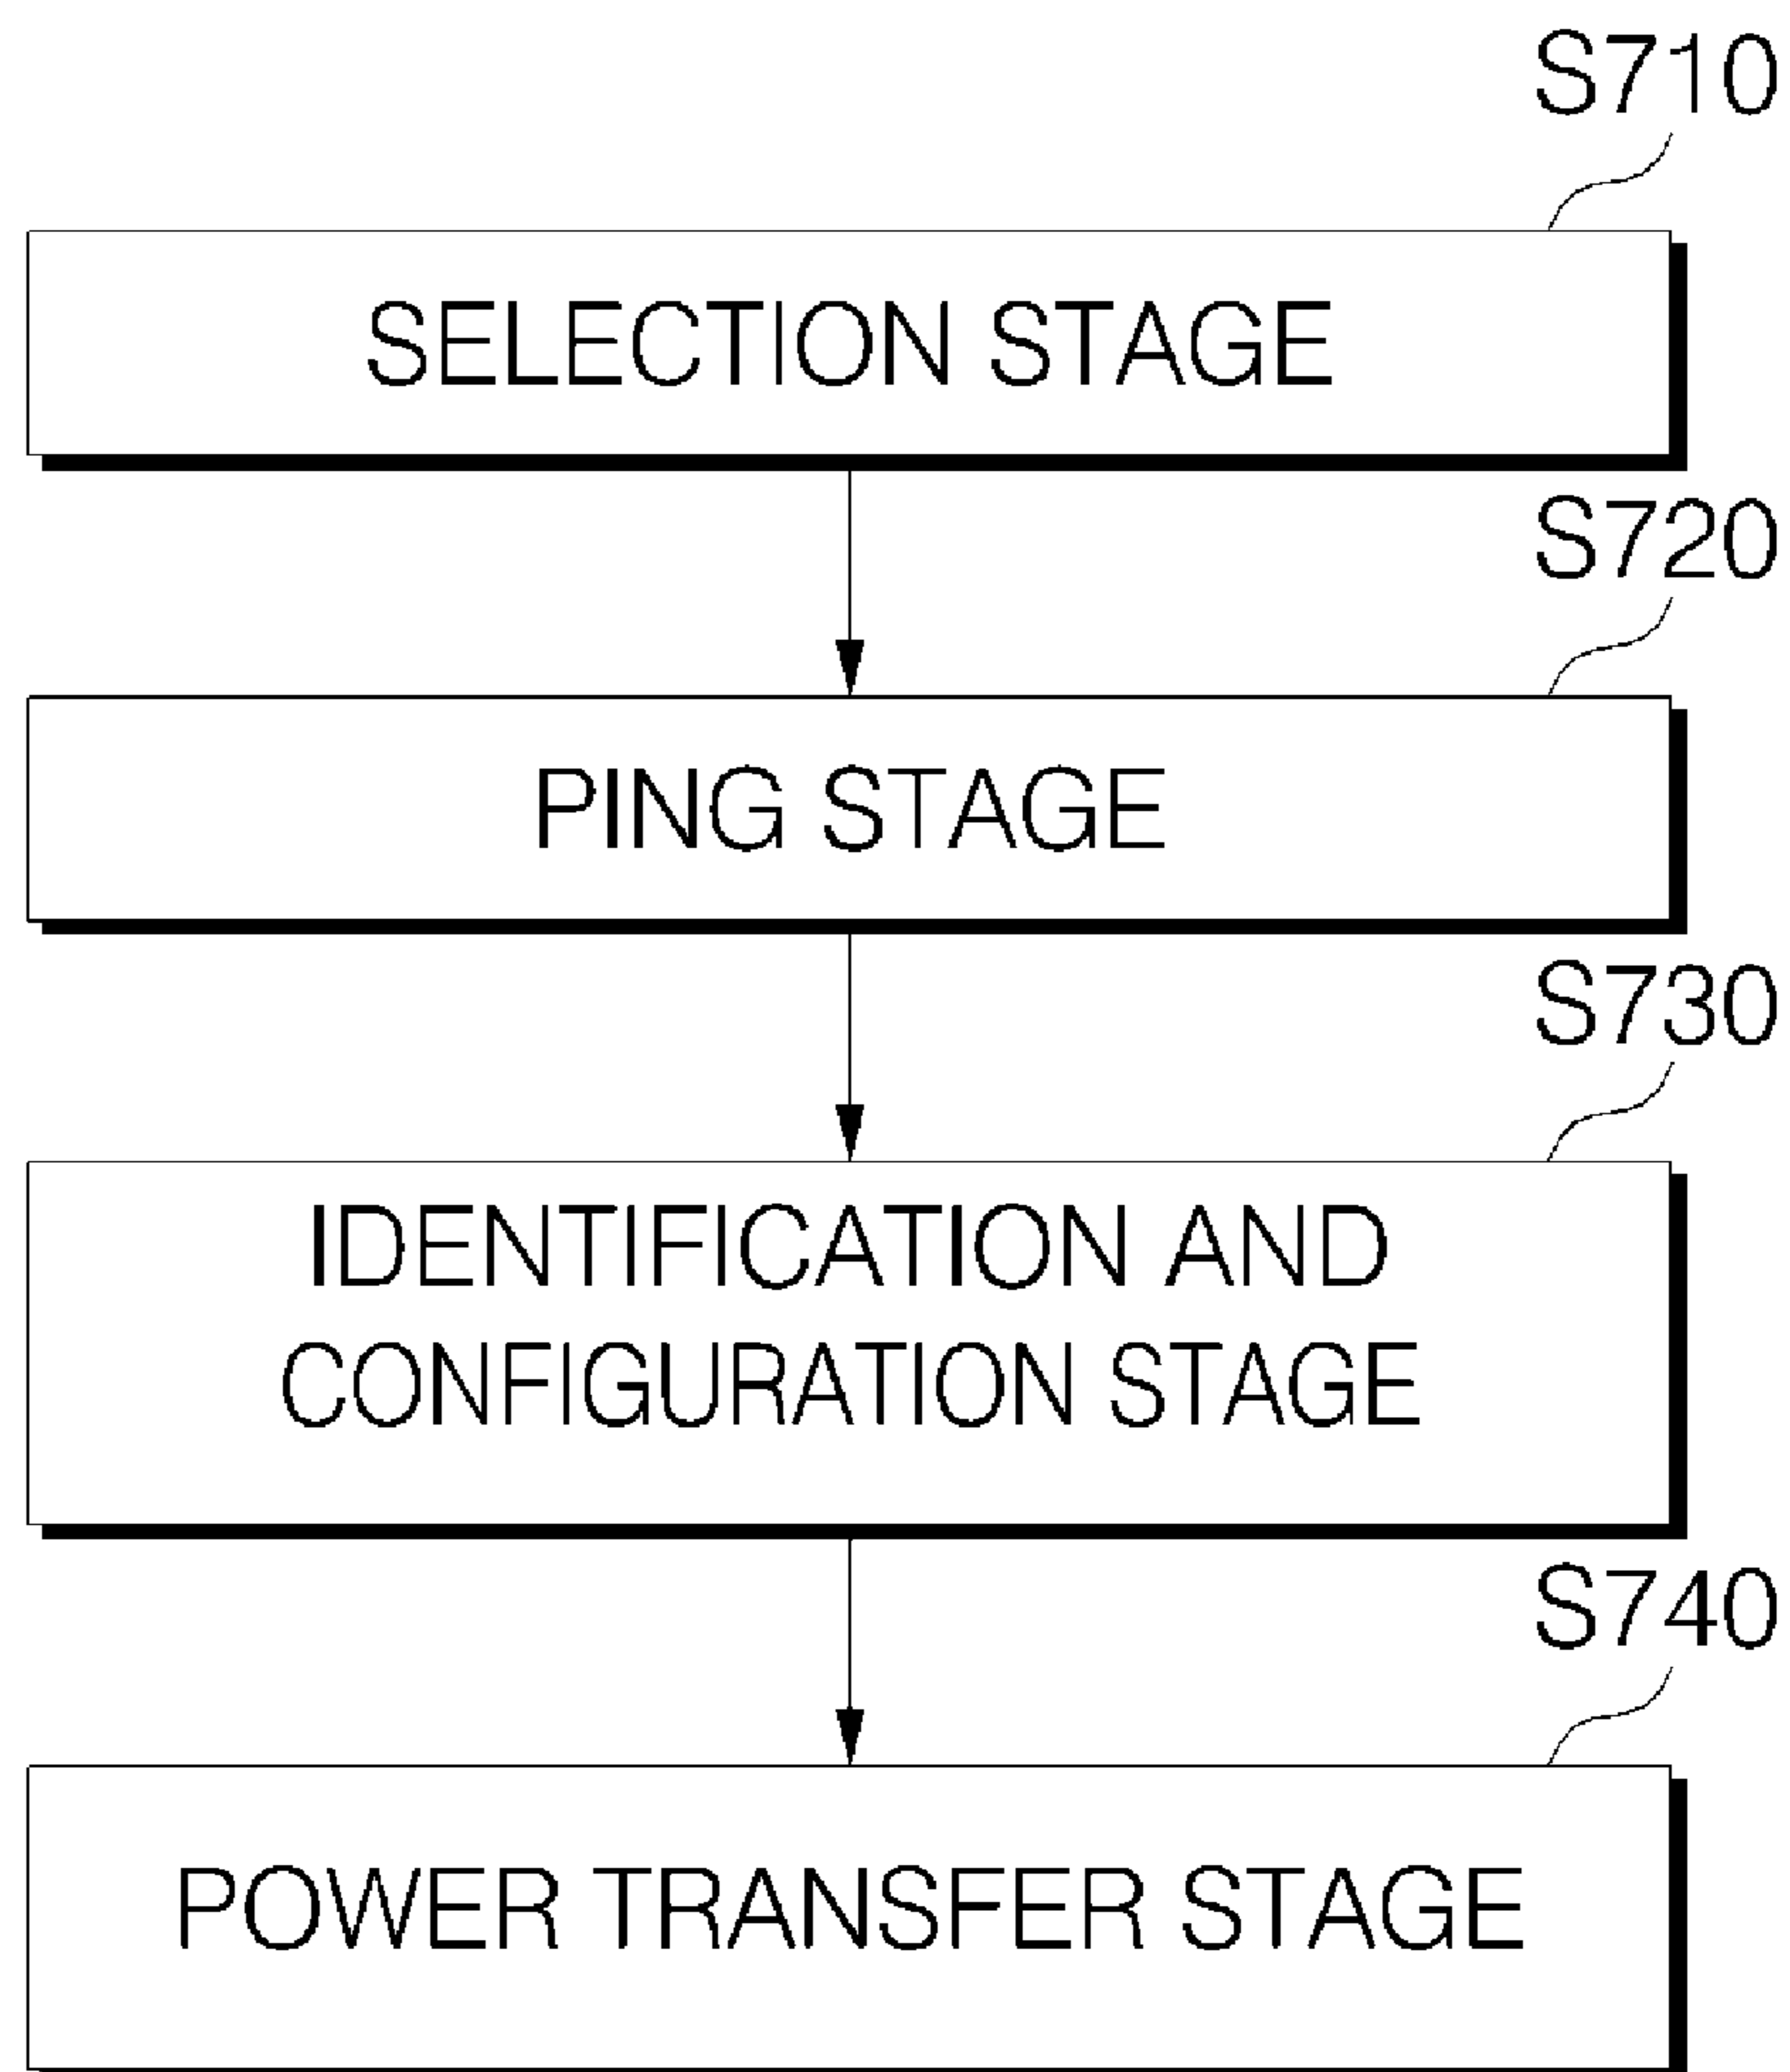 S710
SELECTION STAGE
S720
PING STAGE
S730
IDENTIFICATION AND
CONFIGURATION STAGE
S740
POWER TRANSFER STAGE